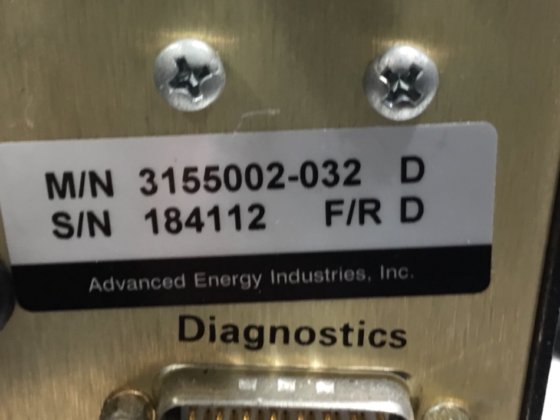 M/N 3155002-032 D
S/N 184112 F/R D
Advanced Energy Industries, Inc.
Diagnostics